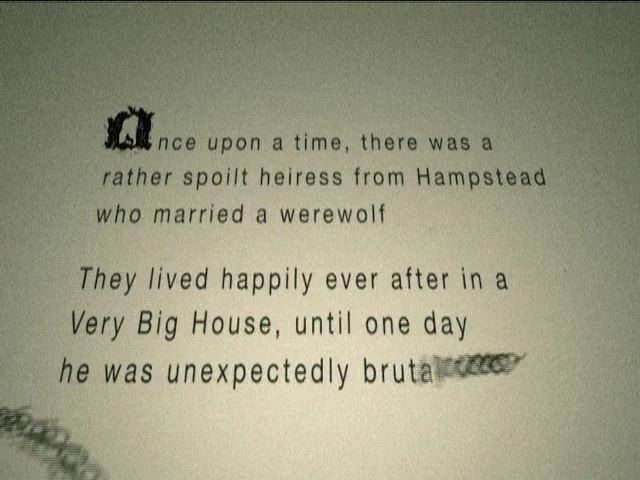 Once upon a time, there was a
rather spoilt heiress from Hampstead
who married a werewolf
They lived happily ever after in a
Very Big House, until one day
he was unexpectedly bruta